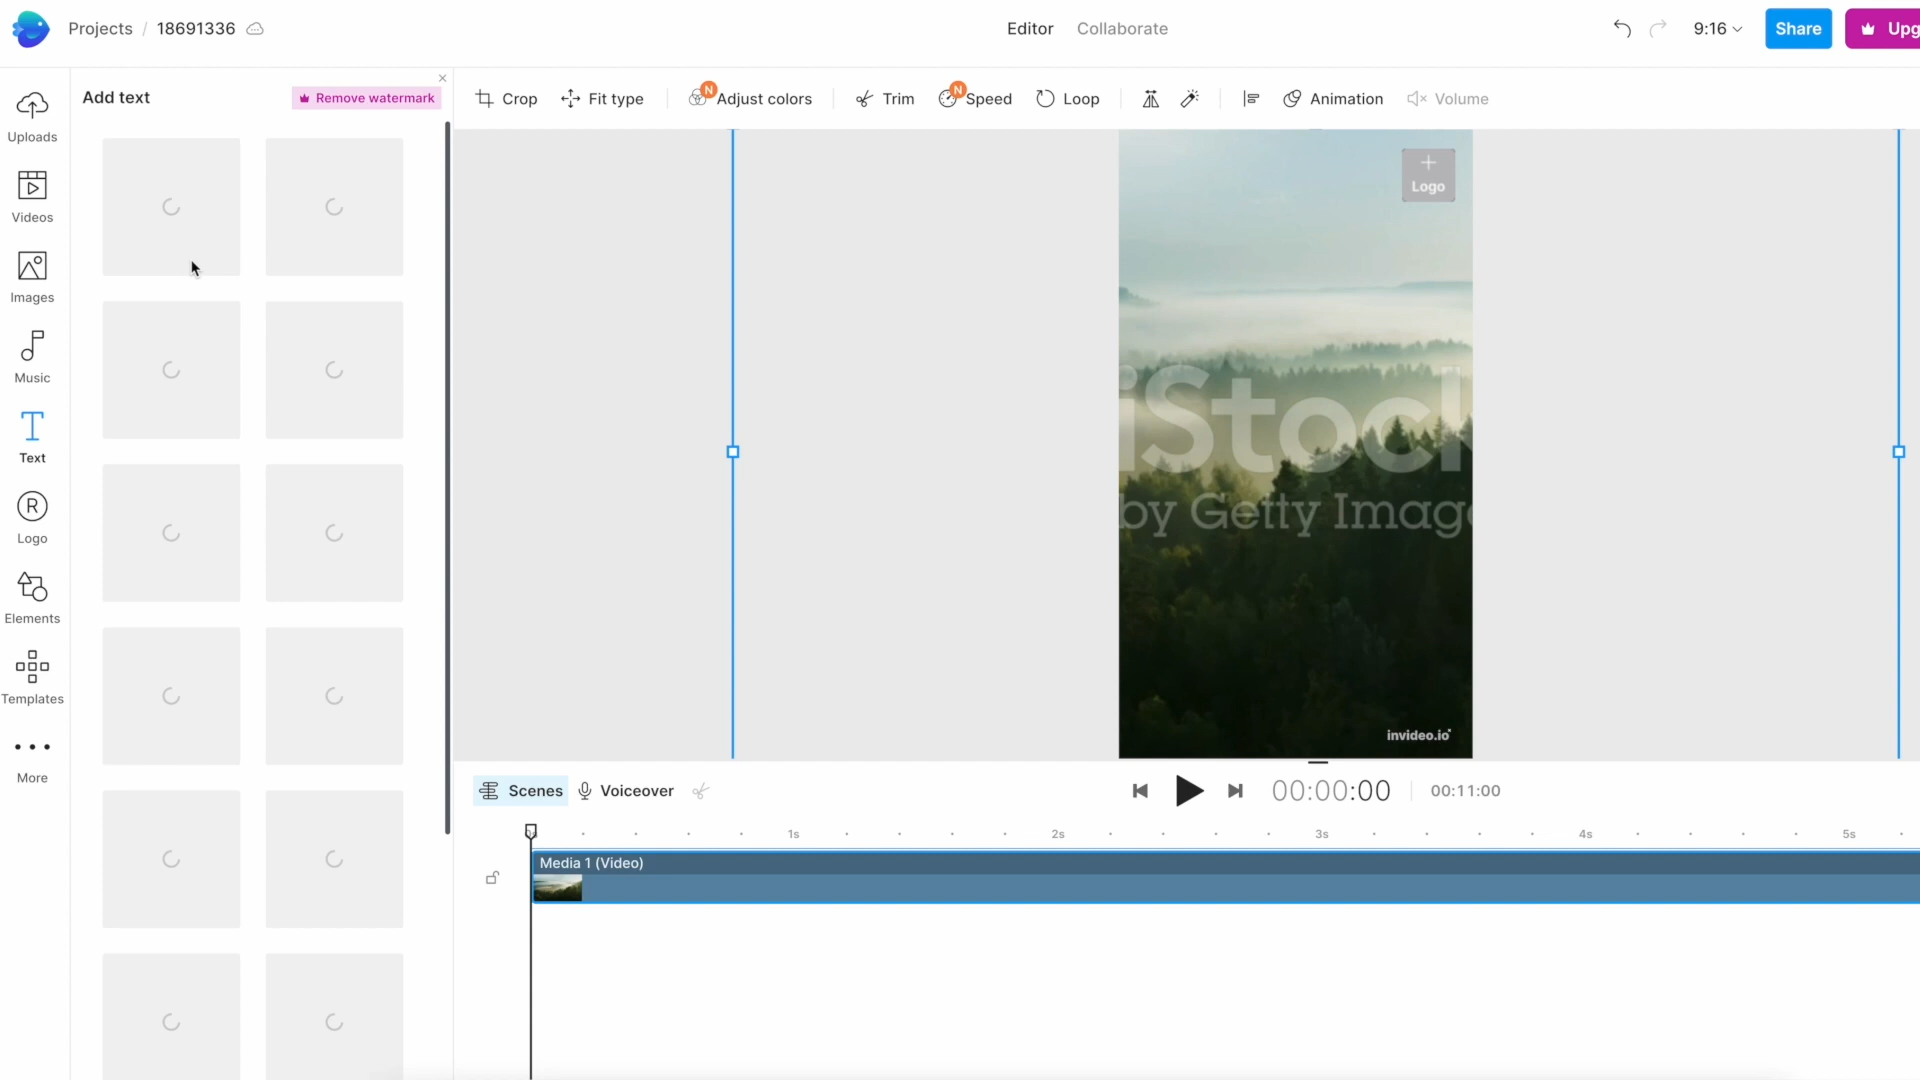 Projects / 18691336
Editor Collaborate
9:16
Share
Upg
Add text
Remove watermark
Crop
Fit type
N
Adjust colors
Trim
N
Speed
Loop
Animation
Volume
Uploads
Videos
Images
Music
Text
Logo
Elements
Templates
More
+
Logo
iStock
by Getty Imag
invideo.io
Scenes
Voiceover
00:00:00
00:11:00
1s 2s 3s 4s 5s
Media 1 (Video)